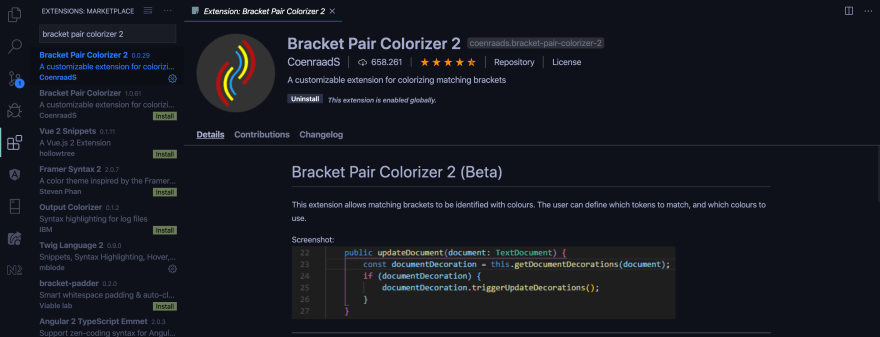 EXTENSIONS: MARKETPLACE
bracket pair colorizer 2
Bracket Pair Colorizer 2 0.0.29
A customizable extension for colorizi...
CoenraadS
Bracket Pair Colorizer 1.0.61
A customizable extension for colorizi...
CoenraadS Install
Vue 2 Snippets 0.1.11
A Vue.js 2 Extension
hollowtree Install
Framer Syntax 2 2.0.7
A color theme inspired by the Framer...
Steven Phan Install
Output Colorizer 0.1.2
Syntax highlighting for log files
IBM Install
Twig Language 2 0.9.0
Snippets, Syntax Highlighting, Hover,...
mblode
bracket-padder 0.2.0
Smart whitespace padding & auto-cl...
Viable lab Install
Angular 2 TypeScript Emmet 2.0.3
Support zen-coding syntax for Angul...
1
Extension: Bracket Pair Colorizer 2
Bracket Pair Colorizer 2 coenraads.bracket-pair-colorizer-2
CoenraadS 658.261 Repository License
A customizable extension for colorizing matching brackets
Uninstall This extension is enabled globally.
Details Contributions Changelog
Bracket Pair Colorizer 2 (Beta)
This extension allows matching brackets to be identified with colours. The user can define which tokens to match, and which colours to
use.
Screenshot:
22 public updateDocument(document: TextDocument) {
23 const documentDecoration = this.getDocumentDecorations(document);
24 if (documentDecoration) {
25 documentDecoration.triggerUpdateDecorations();
26 }
27 }